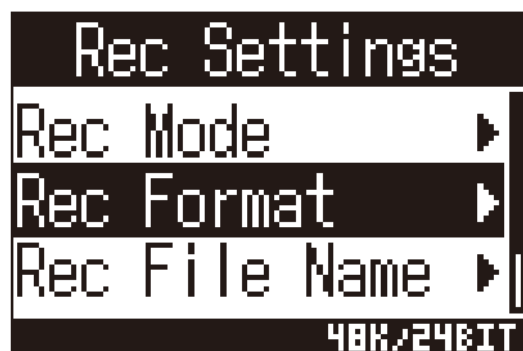 Rec Settings
Rec Mode
Rec Format
Rec File Name
48K/24BIT